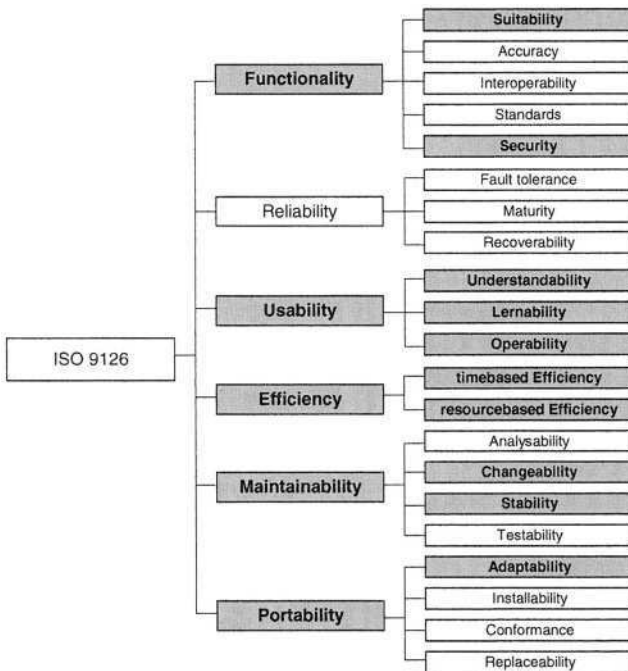 Suitability
Accuracy
Functionality
Interoperability
Standards
Security
Fault tolerance
Reliability
Maturity
Recoverability
Understandability
Usability
Lernability
Operability
ISO 9126
timebased Efficiency
Efficiency
resourcebased Efficiency
Analysability
Changeability
Maintainability
Stability
Testability
Adaptability
Installability
Portability
Conformance
Replaceability